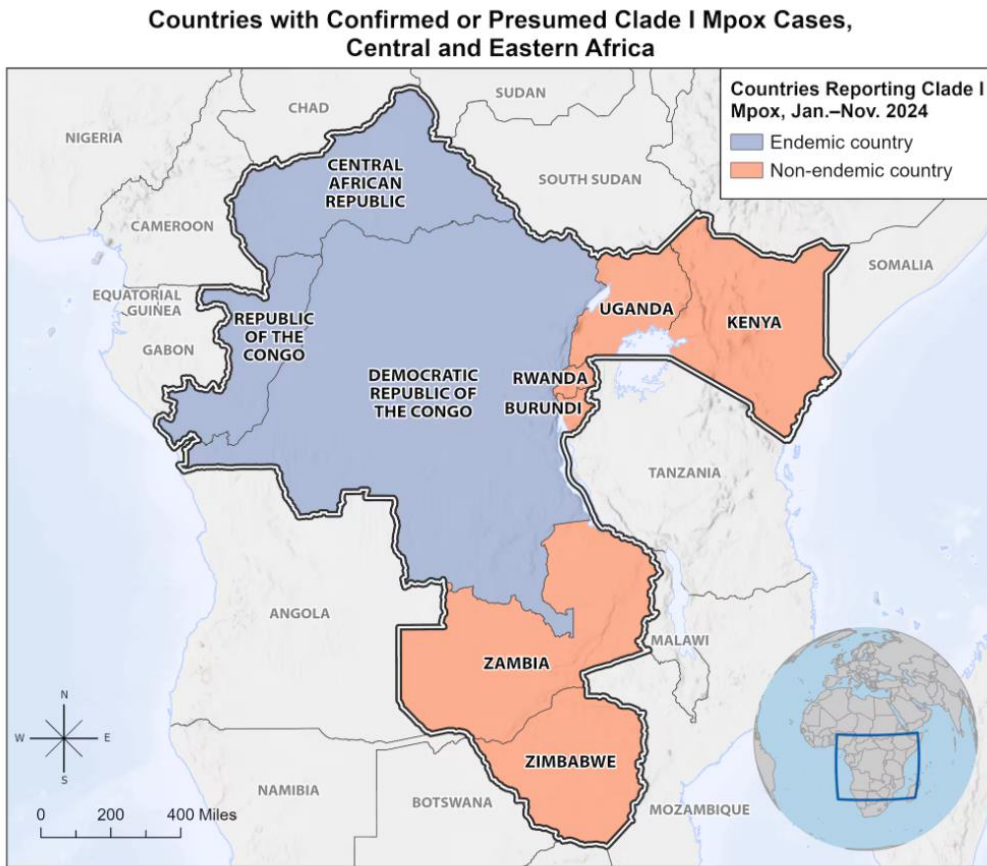 Countries with Confirmed or Presumed Clade I Mpox Cases,
Central and Eastern Africa
Countries Reporting Clade I
Mpox, Jan.–Nov. 2024
Endemic country
Non-endemic country
SUDAN
CHAD
NIGERIA
CENTRAL
AFRICAN
REPUBLIC
SOUTH SUDAN
CAMEROON
SOMALIA
EQUATORIAL
GUINEA
UGANDA
KENYA
REPUBLIC
OF THE
CONGO
GABON
DEMOCRATIC
REPUBLIC OF
THE CONGO
RWANDA
BURUNDI
TANZANIA
ANGOLA
MALAWI
ZAMBIA
N
W
E
S
ZIMBABWE
NAMIBIA
BOTSWANA
MOZAMBIQUE
0 200 400 Miles